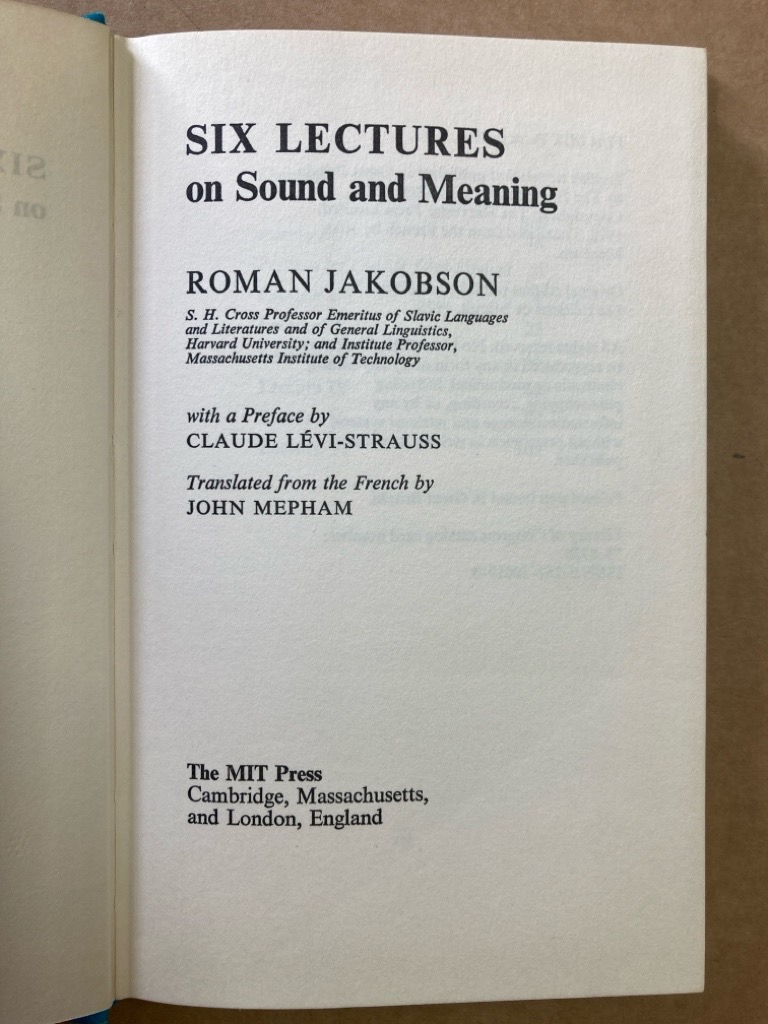 SIX LECTURES
on Sound and Meaning
ROMAN JAKOBSON
S. H. Cross Professor Emeritus of Slavic Languages
and Literatures and of General Linguistics,
Harvard University; and Institute Professor,
Massachusetts Institute of Technology
with a Preface by
CLAUDE LÉVI-STRAUSS
Translated from the French by
JOHN MEPHAM
The MIT Press
Cambridge, Massachusetts,
and London, England